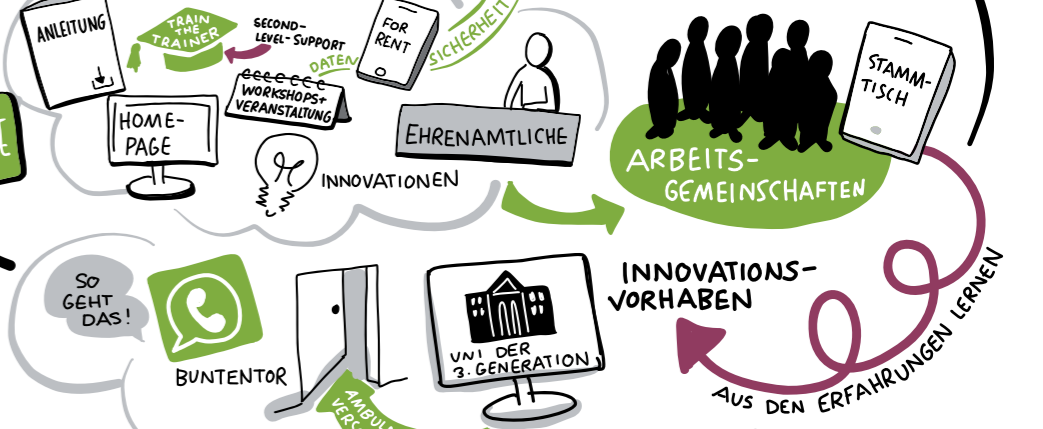 ANLEITUNG
TRAIN
THE
TRAINER
SECOND-
LEVEL-SUPPORT
FOR
RENT
DATEN
SICHERHEIT
WORKSHOPS+
VERANSTALTUNG
HOME-
PAGE
INNOVATIONEN
EHRENAMTLICHE
STAMM-
TISCH
ARBEITS-
GEMEINSCHAFTEN
INNOVATIONS-
VORHABEN
AUS DEN ERFAHRUNGEN LERNEN
SO
GEHT
DAS!
BUNTENTOR
UNI DER
3. GENERATION